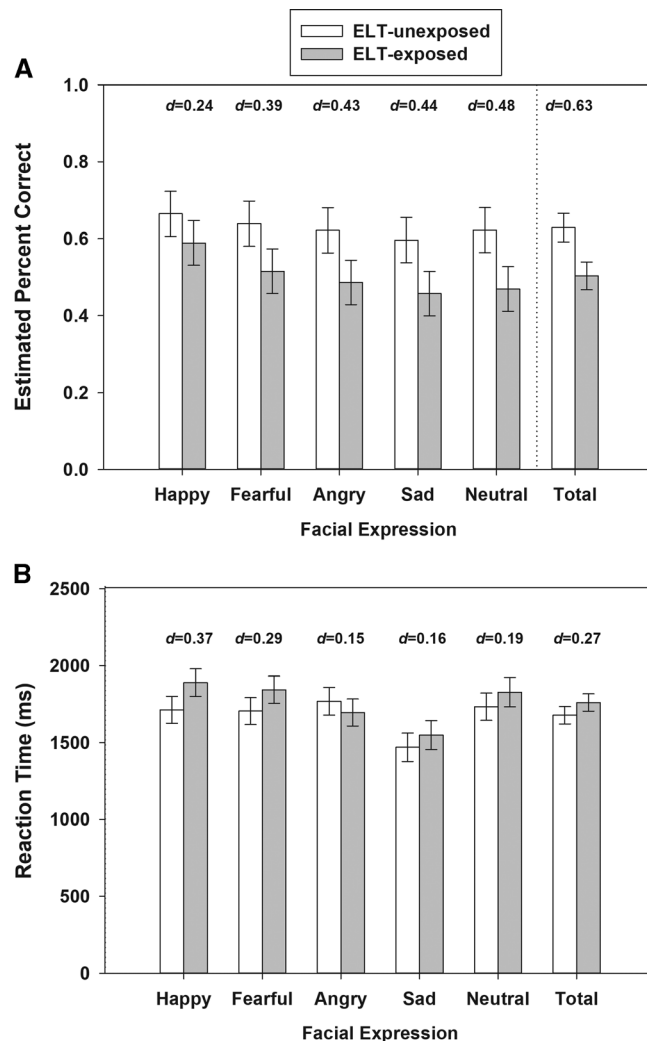 ELT-unexposed
ELT-exposed
A
1.0
0.8
0.6
0.4
0.2
0.0
Estimated Percent Correct
d=0.24 d=0.39 d=0.43 d=0.44 d=0.48 d=0.63
Happy Fearful Angry Sad Neutral Total
Facial Expression
B
2500
2000
1500
1000
500
0
Reaction Time (ms)
d=0.37 d=0.29 d=0.15 d=0.16 d=0.19 d=0.27
Happy Fearful Angry Sad Neutral Total
Facial Expression